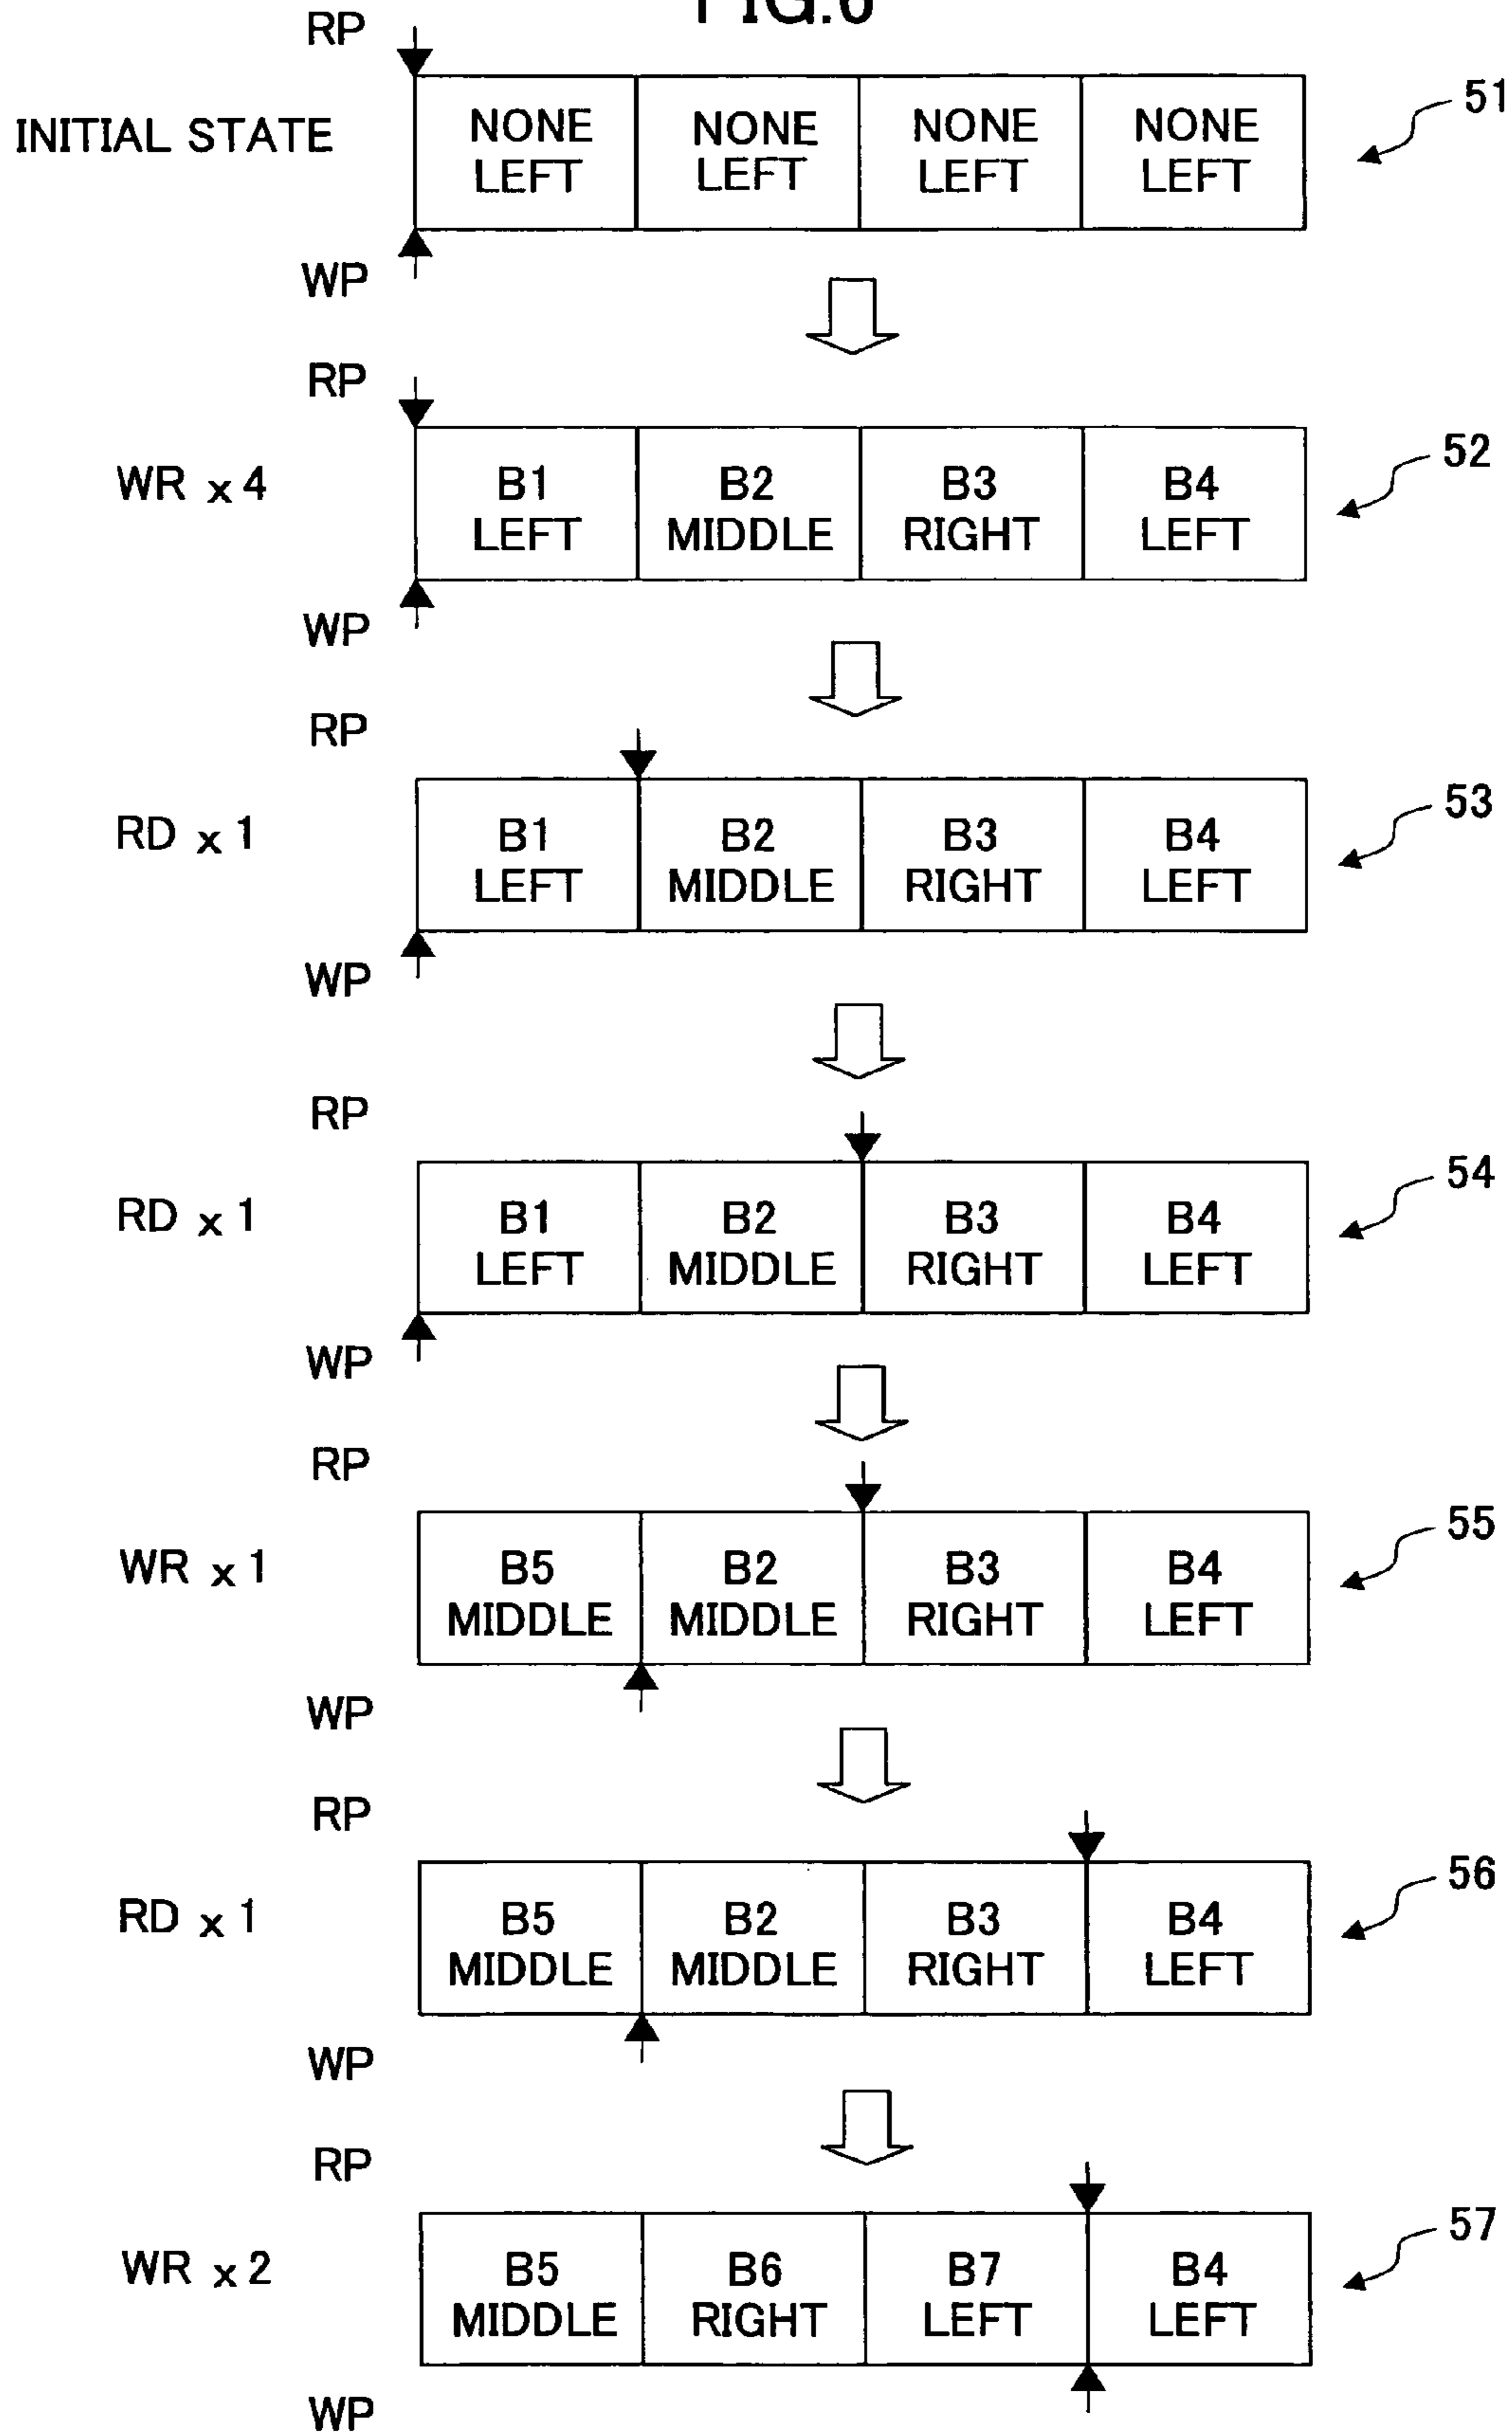 FIG.6
RP
INITIAL STATE
NONE LEFT
NONE LEFT
NONE LEFT
NONE LEFT
51
WP
RP
WR x 4
B1 LEFT
B2 MIDDLE
B3 RIGHT
B4 LEFT
52
WP
RP
RD x 1
B1 LEFT
B2 MIDDLE
B3 RIGHT
B4 LEFT
53
WP
RP
RD x 1
B1 LEFT
B2 MIDDLE
B3 RIGHT
B4 LEFT
54
WP
RP
WR x 1
B5 MIDDLE
B2 MIDDLE
B3 RIGHT
B4 LEFT
55
WP
RP
RD x 1
B5 MIDDLE
B2 MIDDLE
B3 RIGHT
B4 LEFT
56
WP
RP
WR x 2
B5 MIDDLE
B6 RIGHT
B7 LEFT
B4 LEFT
57
WP